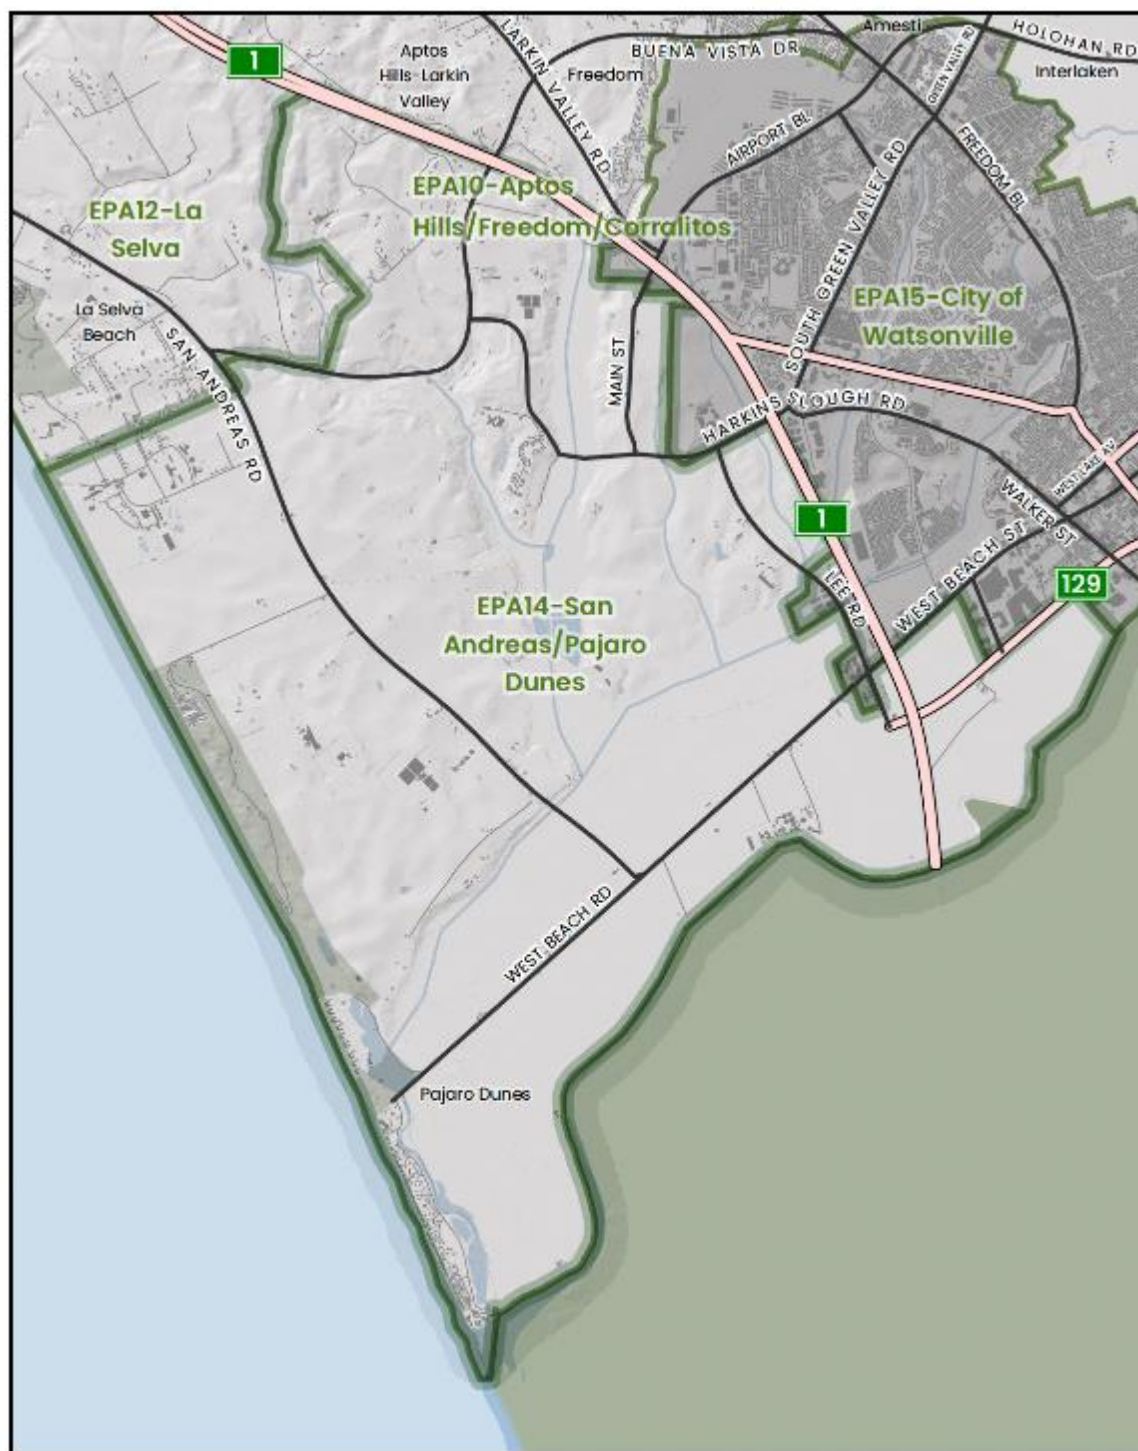 1
Aptos
Hills-Larkin
Valley
LARKIN VALLEY RD
Freedom
BUENA VISTA DR
Amesti
GREEN VALLEY RD
HOLOHAN RD
Interlaken
AIRPORT BL
FREEDOM BL
EPA10-Aptos
Hills/Freedom/Corralitos
EPA12-La
Selva
SOUTH GREEN VALLEY RD
La Selva
Beach
SAN ANDREAS RD
EPA15-City of
Watsonville
MAIN ST
HARKINS SLOUGH RD
WEST LAKE AV
WALKER ST
1
WEST BEACH ST
LEE RD
129
EPA14-San
Andreas/Pajaro
Dunes
WEST BEACH RD
Pajaro Dunes